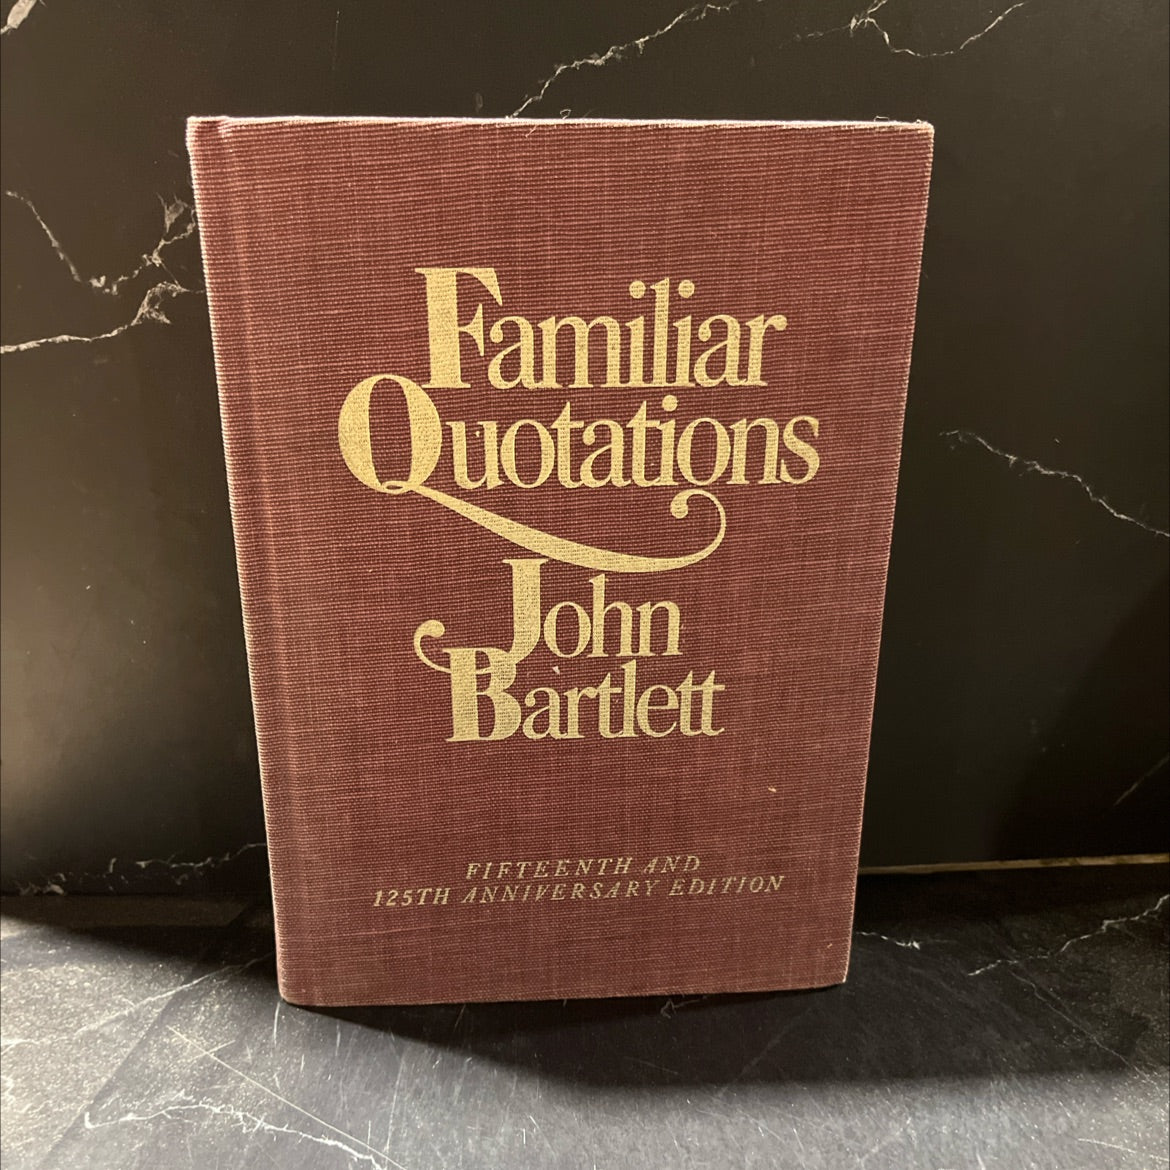 Familiar
Quotations
John
Bartlett
FIFTEENTH AND
125TH ANNIVERSARY EDITION